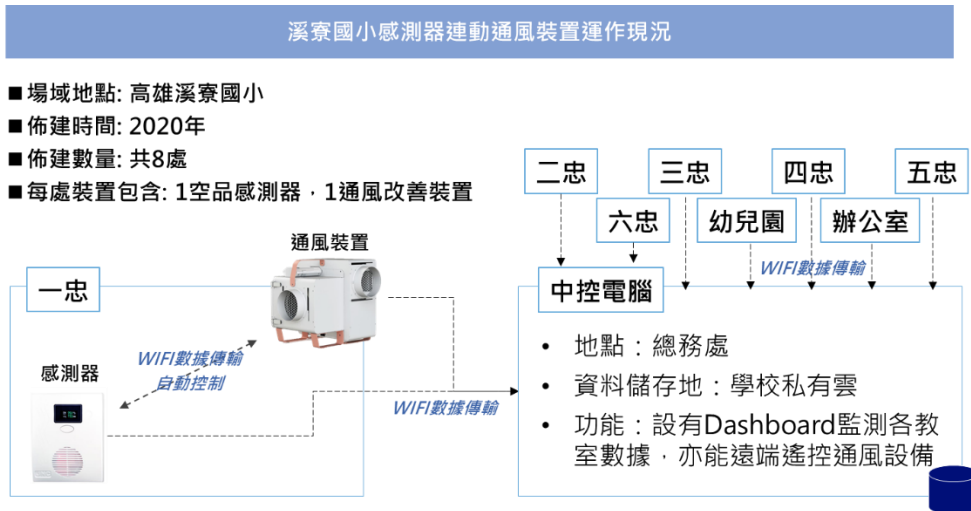 溪寮國小感測器連動通風裝置運作現況
■場域地點: 高雄溪寮國小
■佈建時間: 2020年
■佈建數量: 共8處
■每處裝置包含: 1空品感測器，1通風改善裝置
二忠
三忠
四忠
五忠
六忠
幼兒園
辦公室
通風裝置
WIFI數據傳輸
一忠
中控電腦
WIFI數據傳輸
自動控制
感測器
WIFI數據傳輸
• 地點：總務處
• 資料儲存地：學校私有雲
• 功能：設有Dashboard監測各教
室數據，亦能遠端遙控通風設備